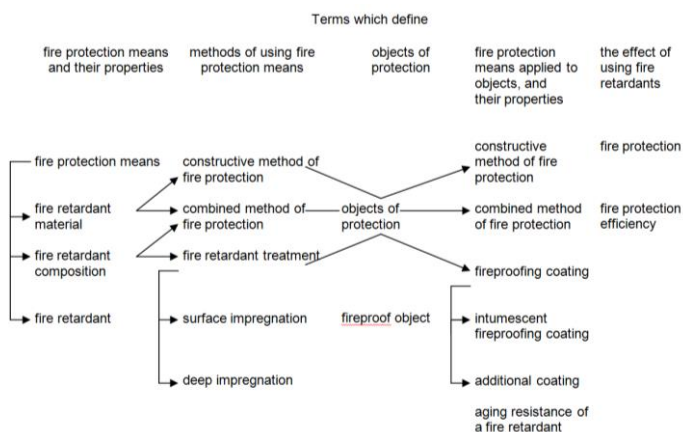 Terms which define
fire protection means
and their properties
methods of using fire
protection means
objects of
protection
fire protection
means applied to
objects, and
their properties
the effect of
using fire
retardants
fire protection means
fire retardant
material
fire retardant
composition
fire retardant
constructive method of
fire protection
combined method of
fire protection
fire retardant treatment
surface impregnation
deep impregnation
objects of
protection
fireproof object
constructive
method of fire
protection
combined method
of fire protection
fireproofing coating
intumescent
fireproofing coating
additional coating
aging resistance of
a fire retardant
fire protection
fire protection
efficiency